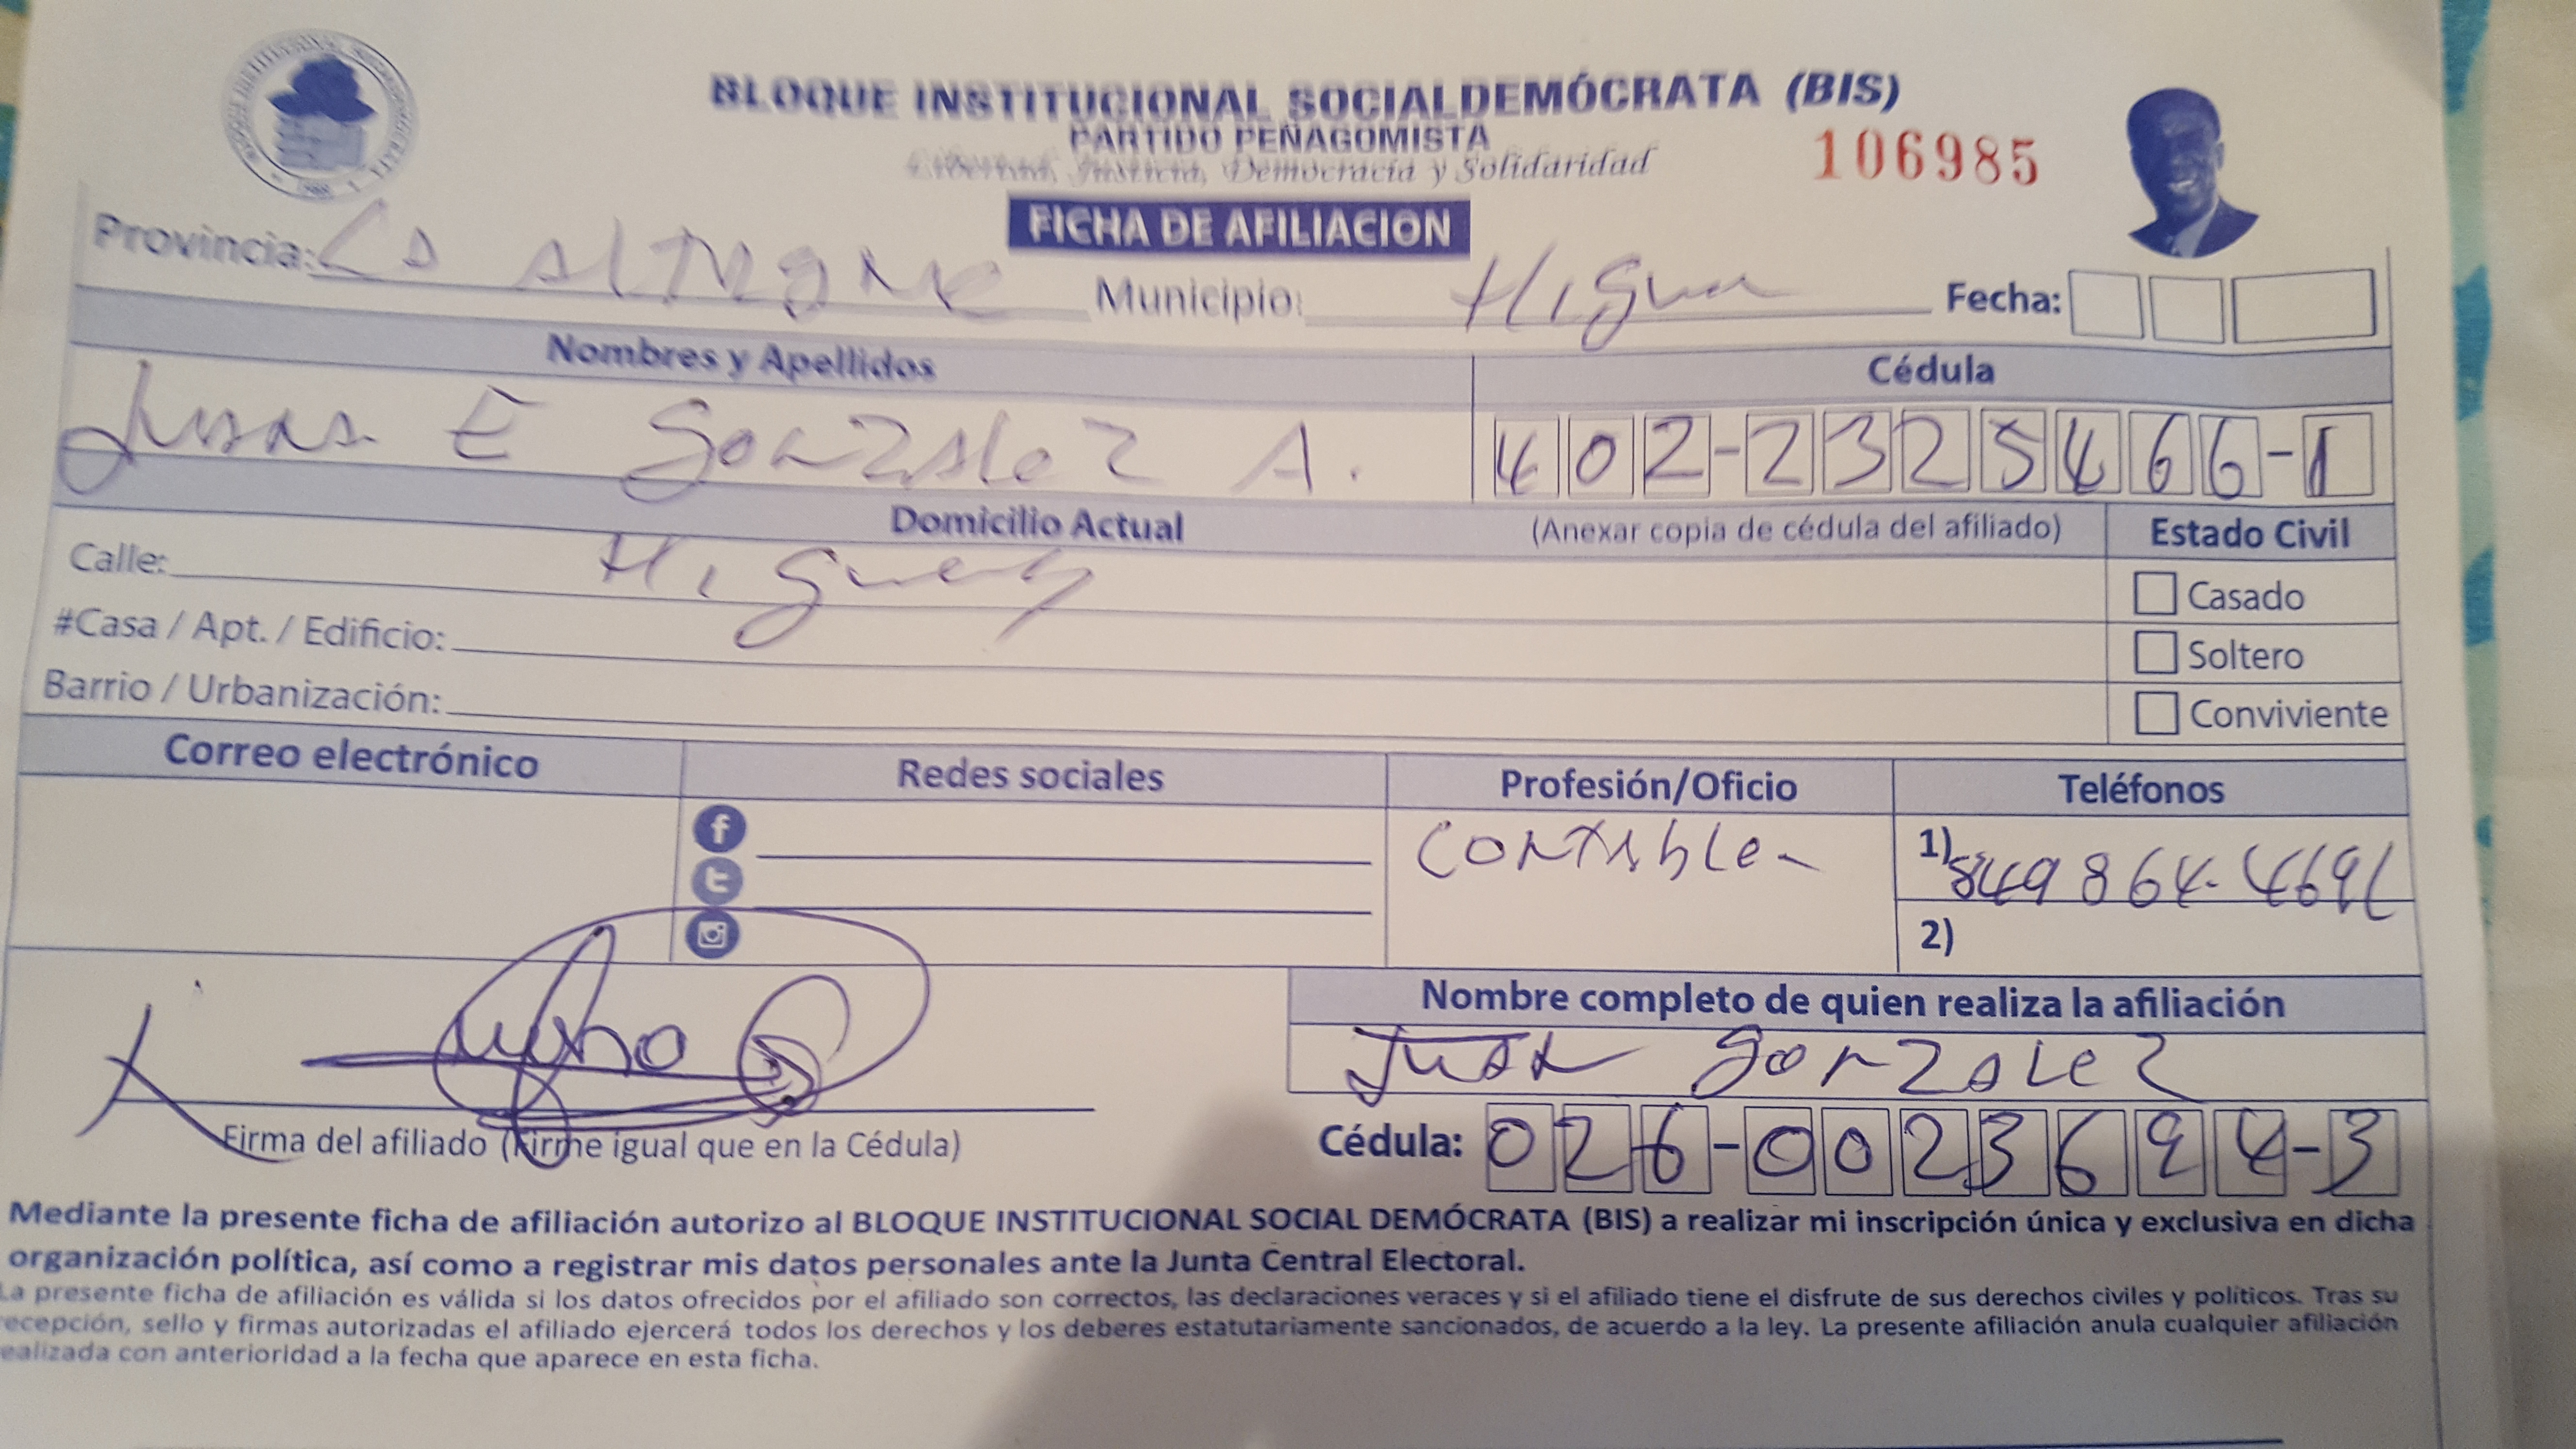 BLOQUE INSTITUCIONAL SOCIALDEMÓCRATA (BIS)
PARTIDO PEÑAGOMISTA
Libertad, Justicia, Democracia y Solidaridad
106985
FICHA DE AFILIACION
Provincia: La Altagra
Municipio: Higuey
Fecha:
Nombres y Apellidos
Cédula
E Gonzalez A.
402-2325466-1
Domicilio Actual
(Anexar copia de cédula del afiliado)
Estado Civil
Calle: Higuey
Casado
#Casa / Apt. / Edificio:
Soltero
Barrio / Urbanización:
Conviviente
Correo electrónico
Redes sociales
Profesión/Oficio
Teléfonos
Contable
1) 849 864-4691
2)
Nombre completo de quien realiza la afiliación
Juan Gonzalez
Firma del afiliado (Firme igual que en la Cédula)
Cédula: 026-0023694-3
Mediante la presente ficha de afiliación autorizo al BLOQUE INSTITUCIONAL SOCIAL DEMÓCRATA (BIS) a realizar mi inscripción única y exclusiva en dicha
organización política, así como a registrar mis datos personales ante la Junta Central Electoral.
La presente ficha de afiliación es válida si los datos ofrecidos por el afiliado son correctos, las declaraciones veraces y si el afiliado tiene el disfrute de sus derechos civiles y políticos. Tras su
recepción, sello y firmas autorizadas el afiliado ejercerá todos los derechos y los deberes estatutariamente sancionados, de acuerdo a la ley. La presente afiliación anula cualquier afiliación
realizada con anterioridad a la fecha que aparece en esta ficha.